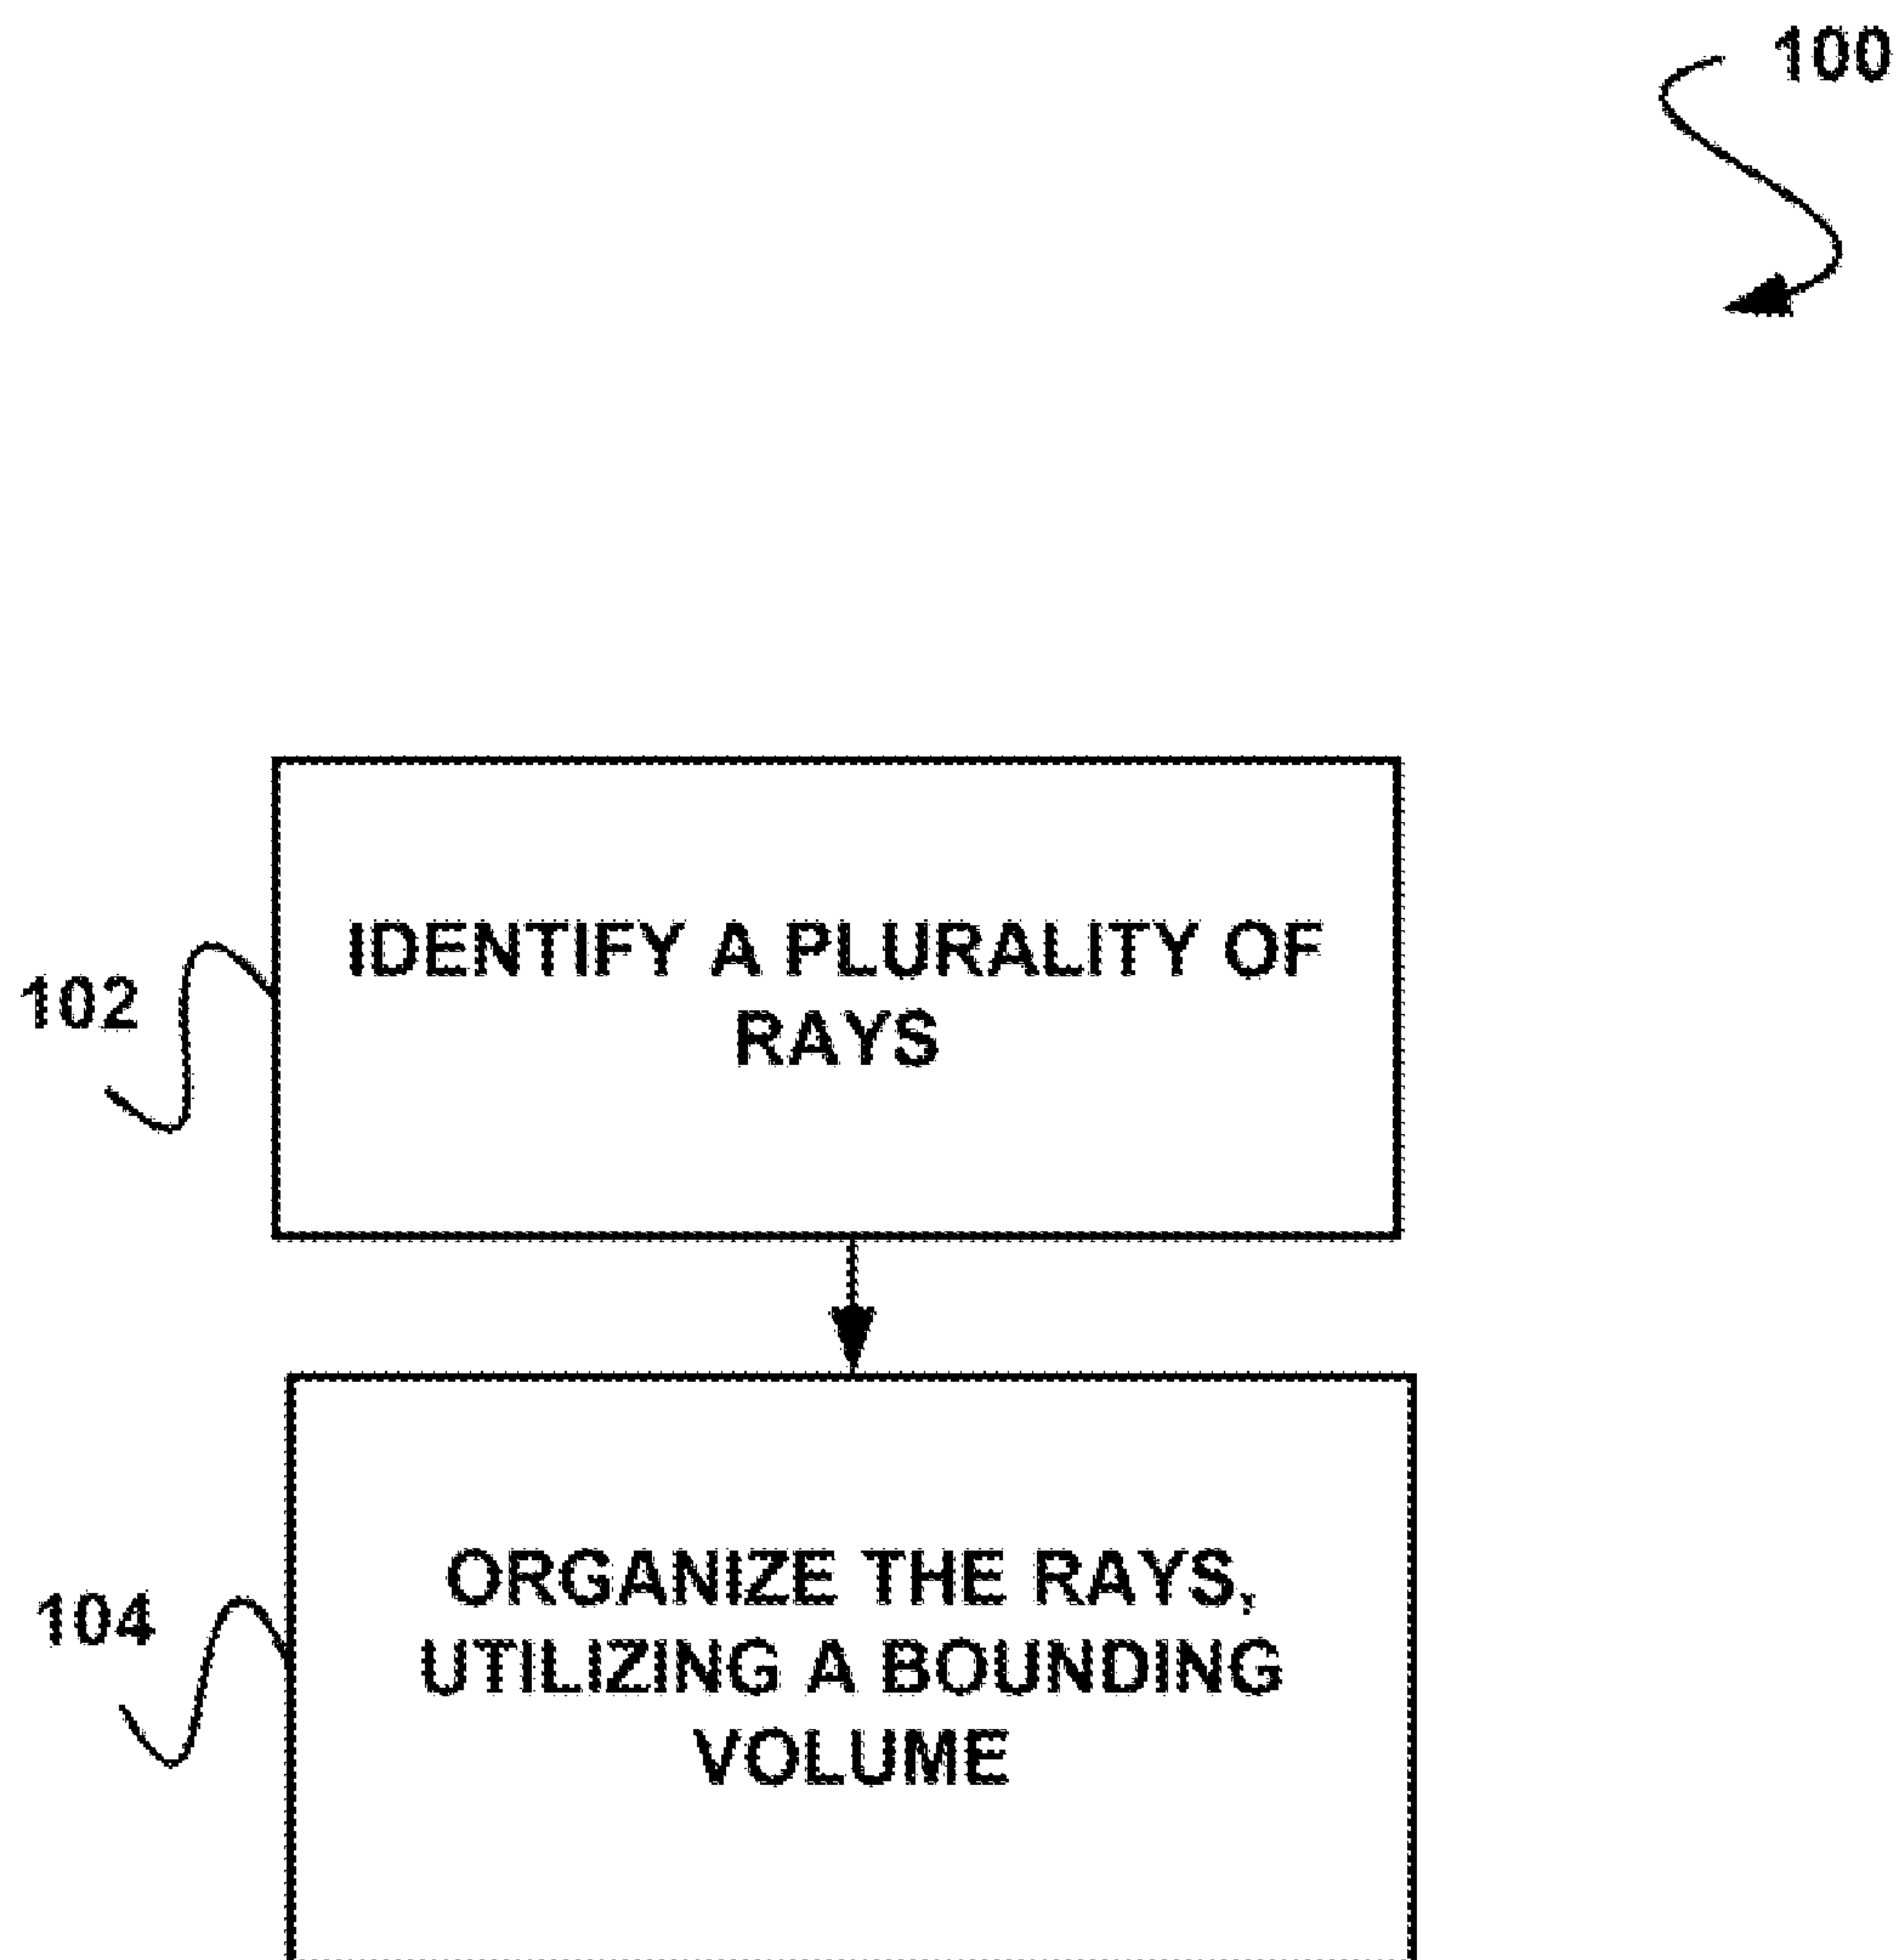 100
IDENTIFY A PLURALITY OF
RAYS
102
ORGANIZE THE RAYS,
UTILIZING A BOUNDING
VOLUME
104